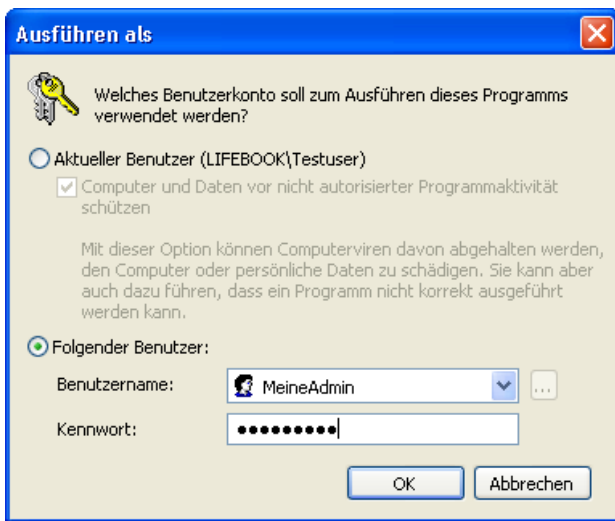 Ausführen als
Welches Benutzerkonto soll zum Ausführen dieses Programms
verwendet werden?
Aktueller Benutzer (LIFEBOOK\Testuser)
Computer und Daten vor nicht autorisierter Programmaktivität
schützen
Mit dieser Option können Computerviren davon abgehalten werden,
den Computer oder persönliche Daten zu schädigen. Sie kann aber
auch dazu führen, dass ein Programm nicht korrekt ausgeführt
werden kann.
Folgender Benutzer:
Benutzername: MeineAdmin ...
Kennwort: ●●●●●●●●●
OK Abbrechen